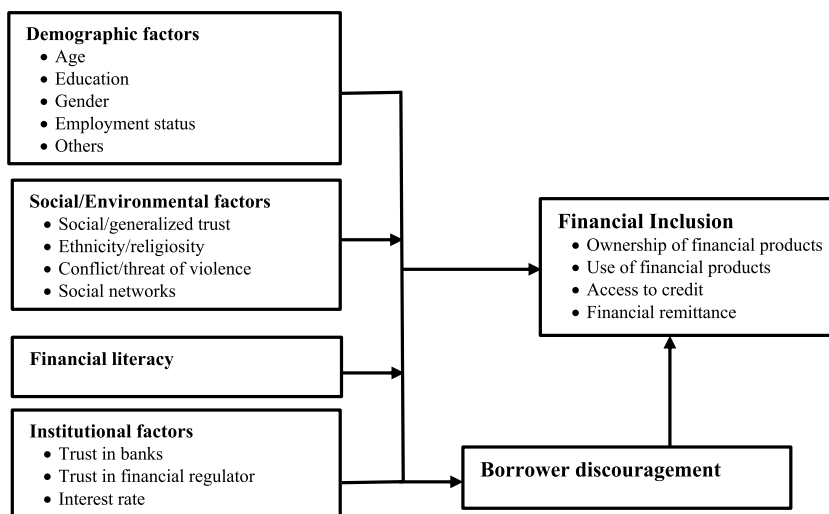 Demographic factors
• Age
• Education
• Gender
• Employment status
• Others
Social/Environmental factors
• Social/generalized trust
• Ethnicity/religiosity
• Conflict/threat of violence
• Social networks
Financial literacy
Institutional factors
• Trust in banks
• Trust in financial regulator
• Interest rate
Financial Inclusion
• Ownership of financial products
• Use of financial products
• Access to credit
• Financial remittance
Borrower discouragement